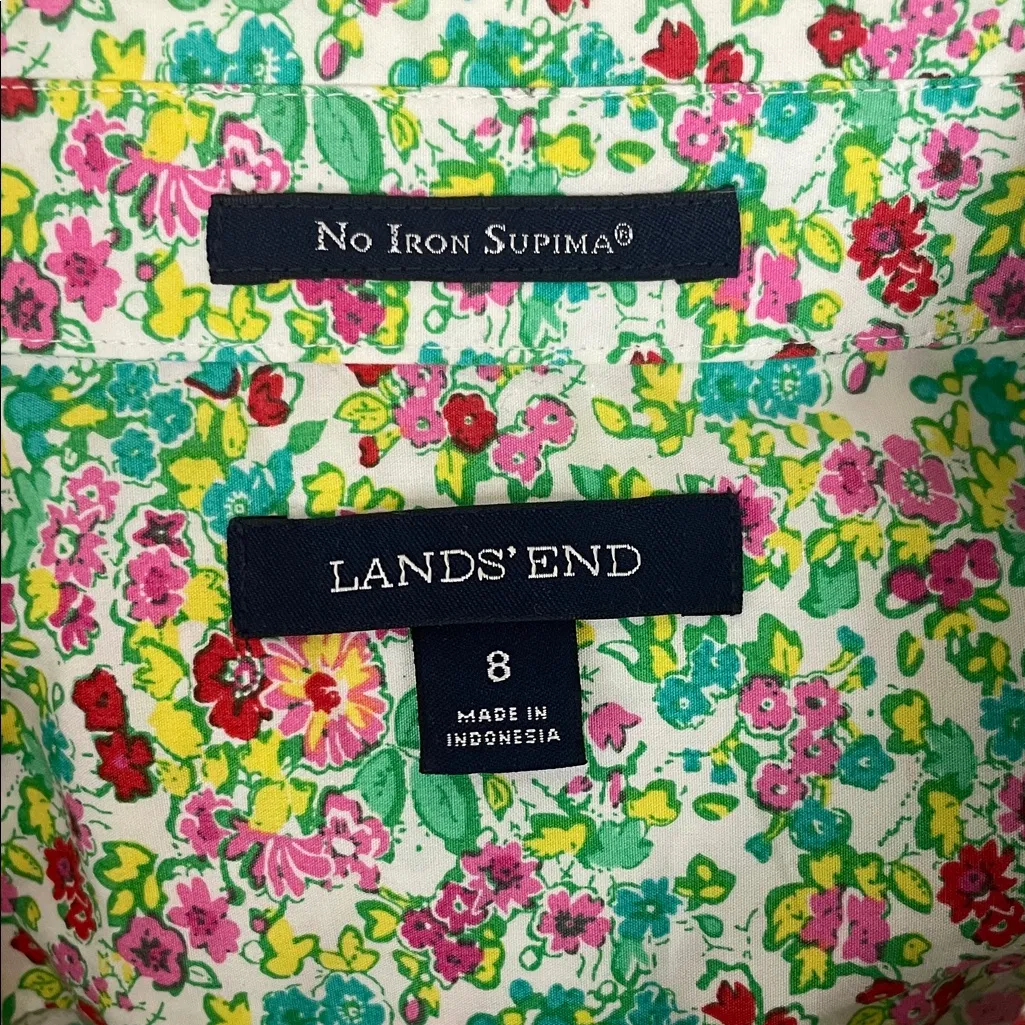 No Iron Supima®
LANDS' END
8
MADE IN
INDONESIA